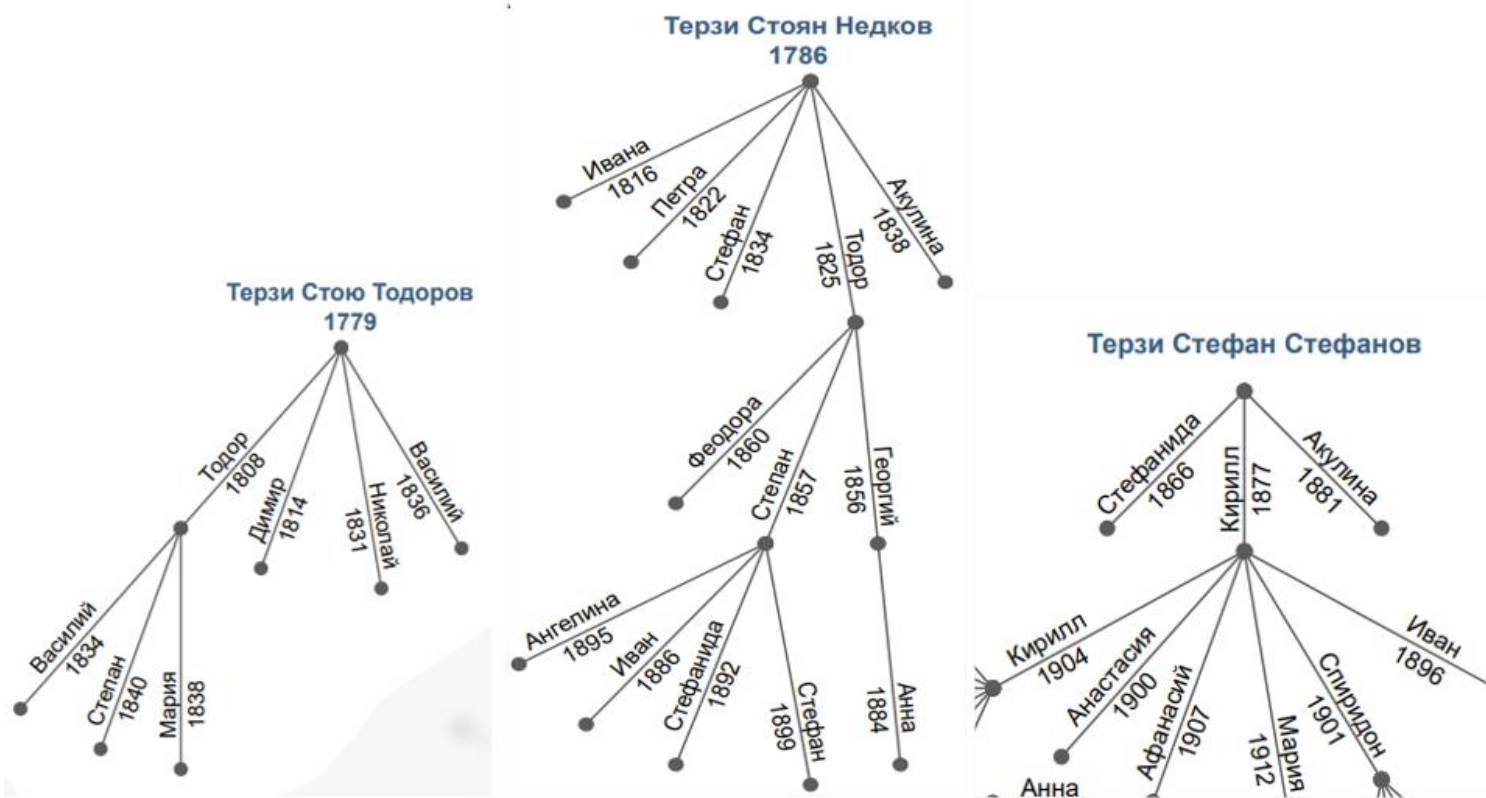 Терзи Стою Тодоров
1779
Тодор
1808
Димир
1814
Николай
1831
Василий
1836
Василий
1834
Степан
1840
Мария
1838
Терзи Стоян Недков
1786
Ивана
1816
Петра
1822
Стефан
1834
Тодор
1825
Акулина
1838
Феодора
1860
Степан
1857
Георгий
1856
Ангелина
1895
Иван
1886
Стефанида
1892
Стефан
1899
Анна
1884
Терзи Стефан Стефанов
Стефанида
1866
Кирилл
1877
Акулина
1881
Кирилл
1904
Анастасия
1900
Афанасий
1907
Мария
1912
Спиридон
1901
Иван
1896
Анна